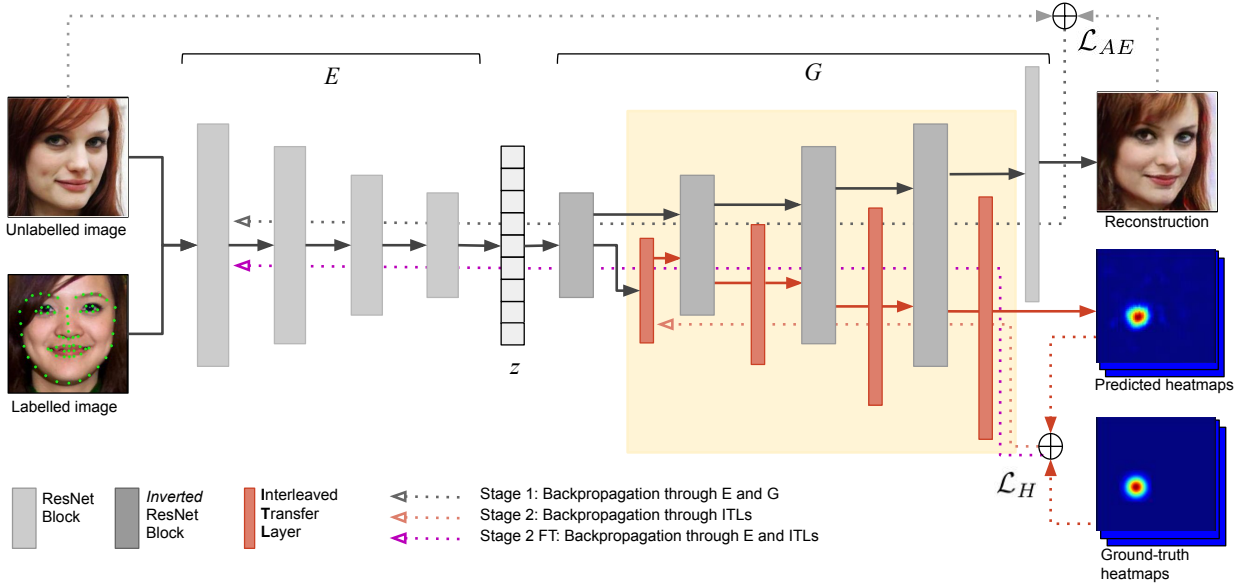 E
G
ℒ_AE
Unlabelled image
Reconstruction
z
Labelled image
Predicted heatmaps
ℒ_H
ResNet
Block
Inverted
ResNet
Block
Interleaved
Transfer
Layer
Stage 1: Backpropagation through E and G
Stage 2: Backpropagation through ITLs
Stage 2 FT: Backpropagation through E and ITLs
Ground-truth
heatmaps